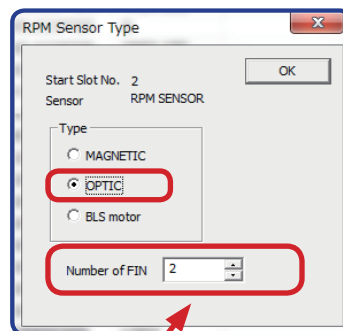 RPM Sensor Type
x
Start Slot No. 2
OK
Sensor RPM SENSOR
Type
MAGNETIC
OPTIC
BLS motor
Number of FIN 2